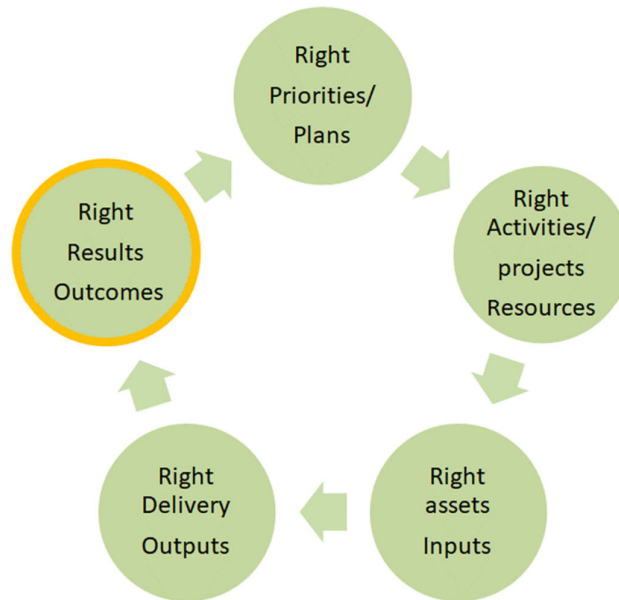 Right
Priorities/
Plans
Right
Activities/
projects
Resources
Right
assets
Inputs
Right
Delivery
Outputs
Right
Results
Outcomes